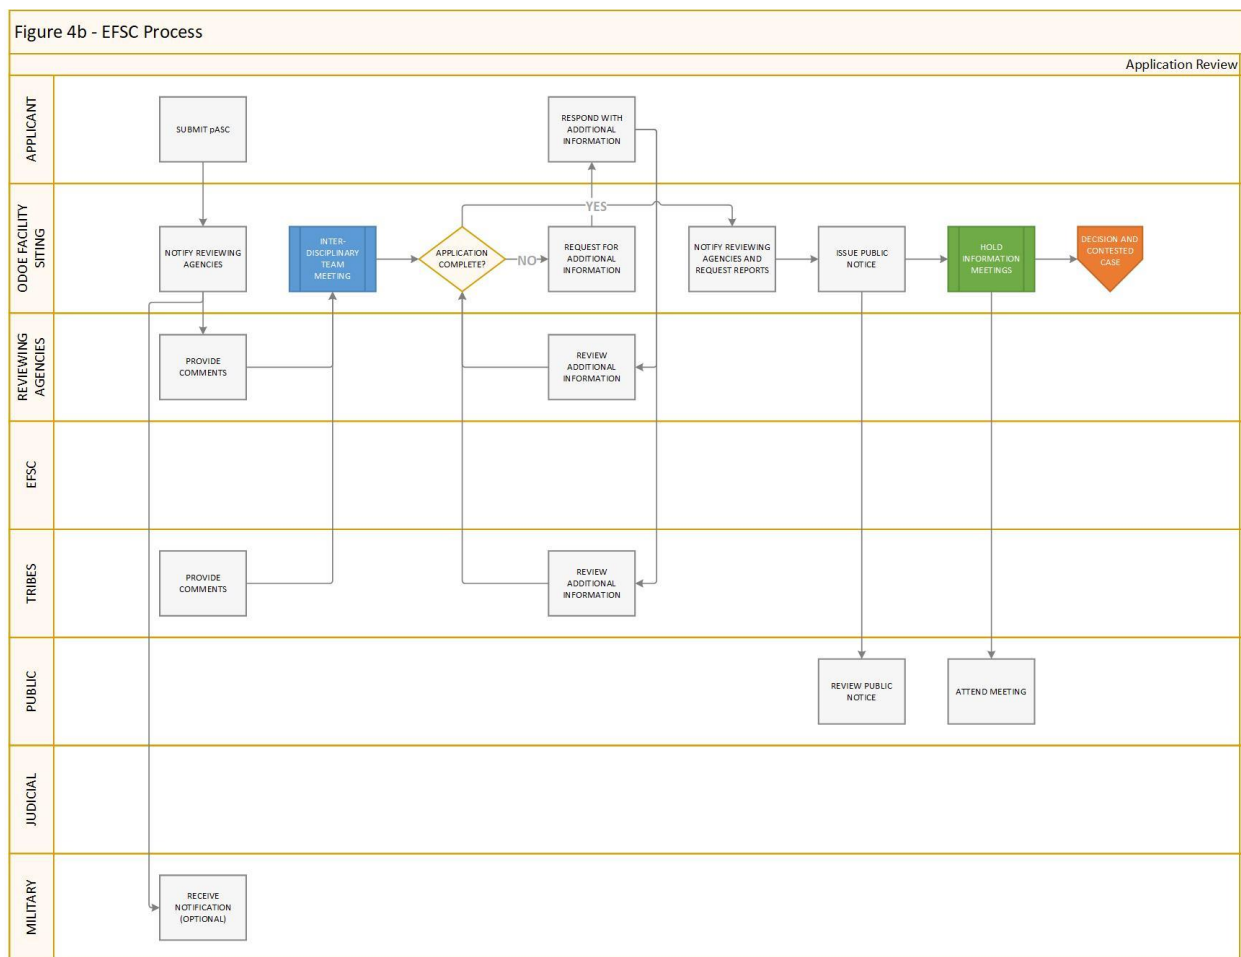 Figure 4b - EFSC Process
Application Review
APPLICANT
SUBMIT pASC
RESPOND WITH
ADDITIONAL
INFORMATION
ODOE FACILITY
SITING
NOTIFY REVIEWING
AGENCIES
INTER-
DISCIPLINARY
TEAM
MEETING
APPLICATION
COMPLETE?
YES
NO
REQUEST FOR
ADDITIONAL
INFORMATION
NOTIFY REVIEWING
AGENCIES AND
REQUEST REPORTS
ISSUE PUBLIC
NOTICE
HOLD
INFORMATION
MEETINGS
DECISION AND
CONTESTED
CASE
REVIEWING
AGENCIES
PROVIDE
COMMENTS
REVIEW
ADDITIONAL
INFORMATION
EFSC
TRIBES
PROVIDE
COMMENTS
REVIEW
ADDITIONAL
INFORMATION
PUBLIC
REVIEW PUBLIC
NOTICE
ATTEND MEETING
JUDICIAL
MILITARY
RECEIVE
NOTIFICATION
(OPTIONAL)